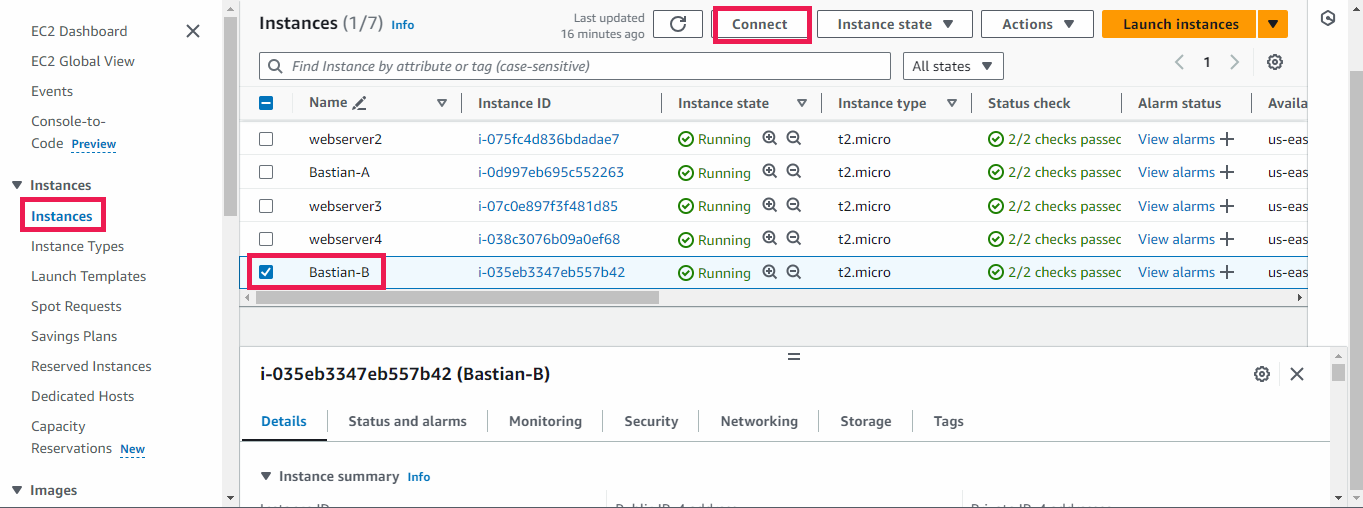 EC2 Dashboard
EC2 Global View
Events
Console-to-
Code Preview
Instances
Instances
Instance Types
Launch Templates
Spot Requests
Savings Plans
Reserved Instances
Dedicated Hosts
Capacity
Reservations New
Images
Instances (1/7) Info
Last updated
16 minutes ago
Connect
Instance state
Actions
Launch instances
Find Instance by attribute or tag (case-sensitive)
All states
1
Name Instance ID Instance state Instance type Status check Alarm status Availa
webserver2 i-075fc4d836bdadae7 Running t2.micro 2/2 checks passed View alarms us-eas
Bastian-A i-0d997eb695c552263 Running t2.micro 2/2 checks passed View alarms us-eas
webserver3 i-07c0e897f3f481d85 Running t2.micro 2/2 checks passed View alarms us-eas
webserver4 i-038c3076b09a0ef68 Running t2.micro 2/2 checks passed View alarms us-eas
Bastian-B i-035eb3347eb557b42 Running t2.micro 2/2 checks passed View alarms us-eas
i-035eb3347eb557b42 (Bastian-B)
Details Status and alarms Monitoring Security Networking Storage Tags
Instance summary Info